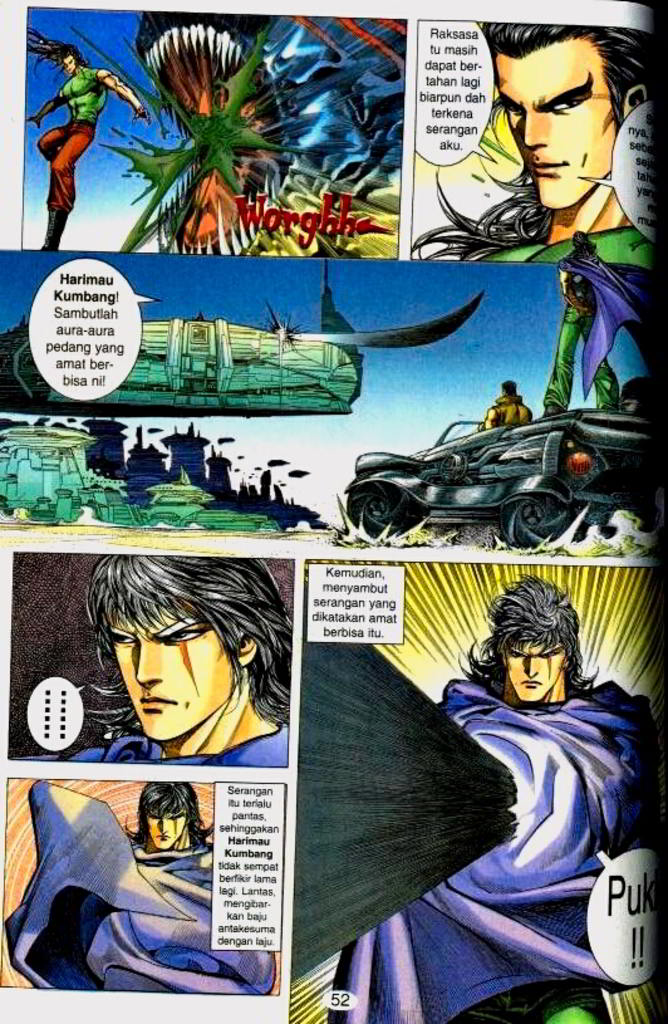 Worghh
Raksasa
tu masih
dapat ber-
tahan lagi
biarpun dah
terkena
serangan
aku.
Harimau
Kumbang!
Sambutlah
aura-aura
pedang yang
amat ber-
bisa ni!
Kemudian,
menyambut
serangan yang
dikatakan amat
berbisa itu.
Serangan
itu terlalu
pantas,
sehinggakan
Harimau
Kumbang
tidak sempat
berfikir lama
lagi. Lantas,
mengibar-
kan baju
antakesuma
dengan laju.
Puk
!!
52